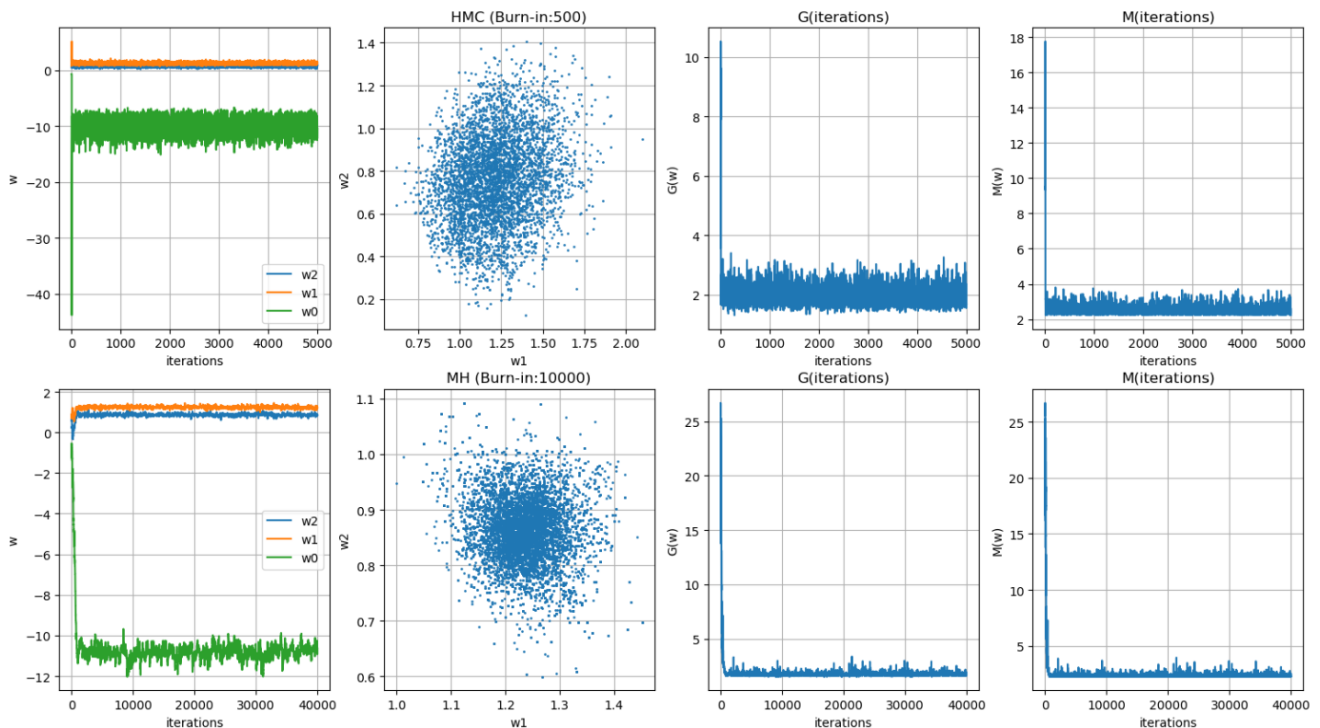 HMC (Burn-in:500)
G(iterations)
M(iterations)
w
0
−10
−20
−30
−40
w2
w1
w0
0 1000 2000 3000 4000 5000
iterations
w2
1.4
1.2
1.0
0.8
0.6
0.4
0.2
0.75 1.00 1.25 1.50 1.75 2.00
w1
G(w)
10
8
6
4
2
0 1000 2000 3000 4000 5000
iterations
M(w)
18
16
14
12
10
8
6
4
2
0 1000 2000 3000 4000 5000
iterations
MH (Burn-in:10000)
G(iterations)
M(iterations)
w
2
0
−2
−4
−6
−8
−10
−12
w2
w1
w0
0 10000 20000 30000 40000
iterations
w2
1.1
1.0
0.9
0.8
0.7
0.6
1.0 1.1 1.2 1.3 1.4
w1
G(w)
25
20
15
10
5
0 10000 20000 30000 40000
iterations
M(w)
25
20
15
10
5
0 10000 20000 30000 40000
iterations